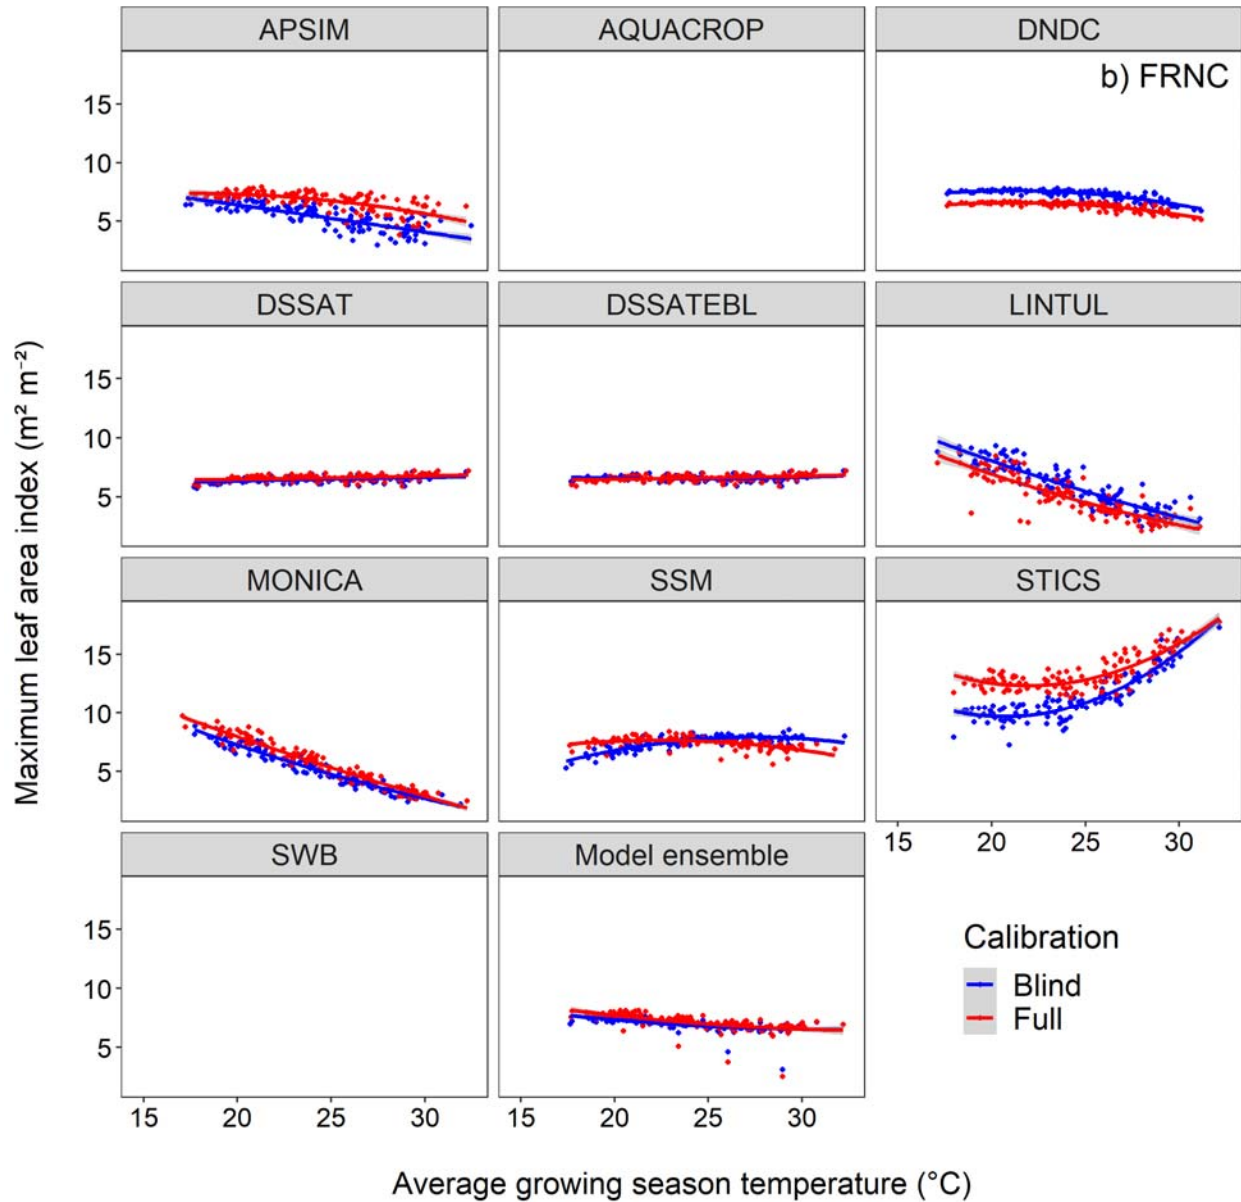 APSIM AQUACROP DNDC
b) FRNC
15
10
5
DSSAT DSSATEBL LINTUL
15
10
5
MONICA SSM STICS
15
10
5
15 20 25 30
SWB Model ensemble
15
10
5
15 20 25 30 15 20 25 30
Maximum leaf area index (m² m⁻²)
Average growing season temperature (°C)
Calibration
Blind
Full